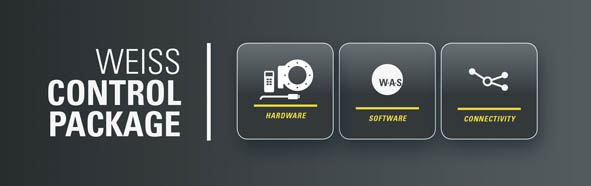 WEISS
CONTROL
PACKAGE
HARDWARE
W·A·S
SOFTWARE
CONNECTIVITY